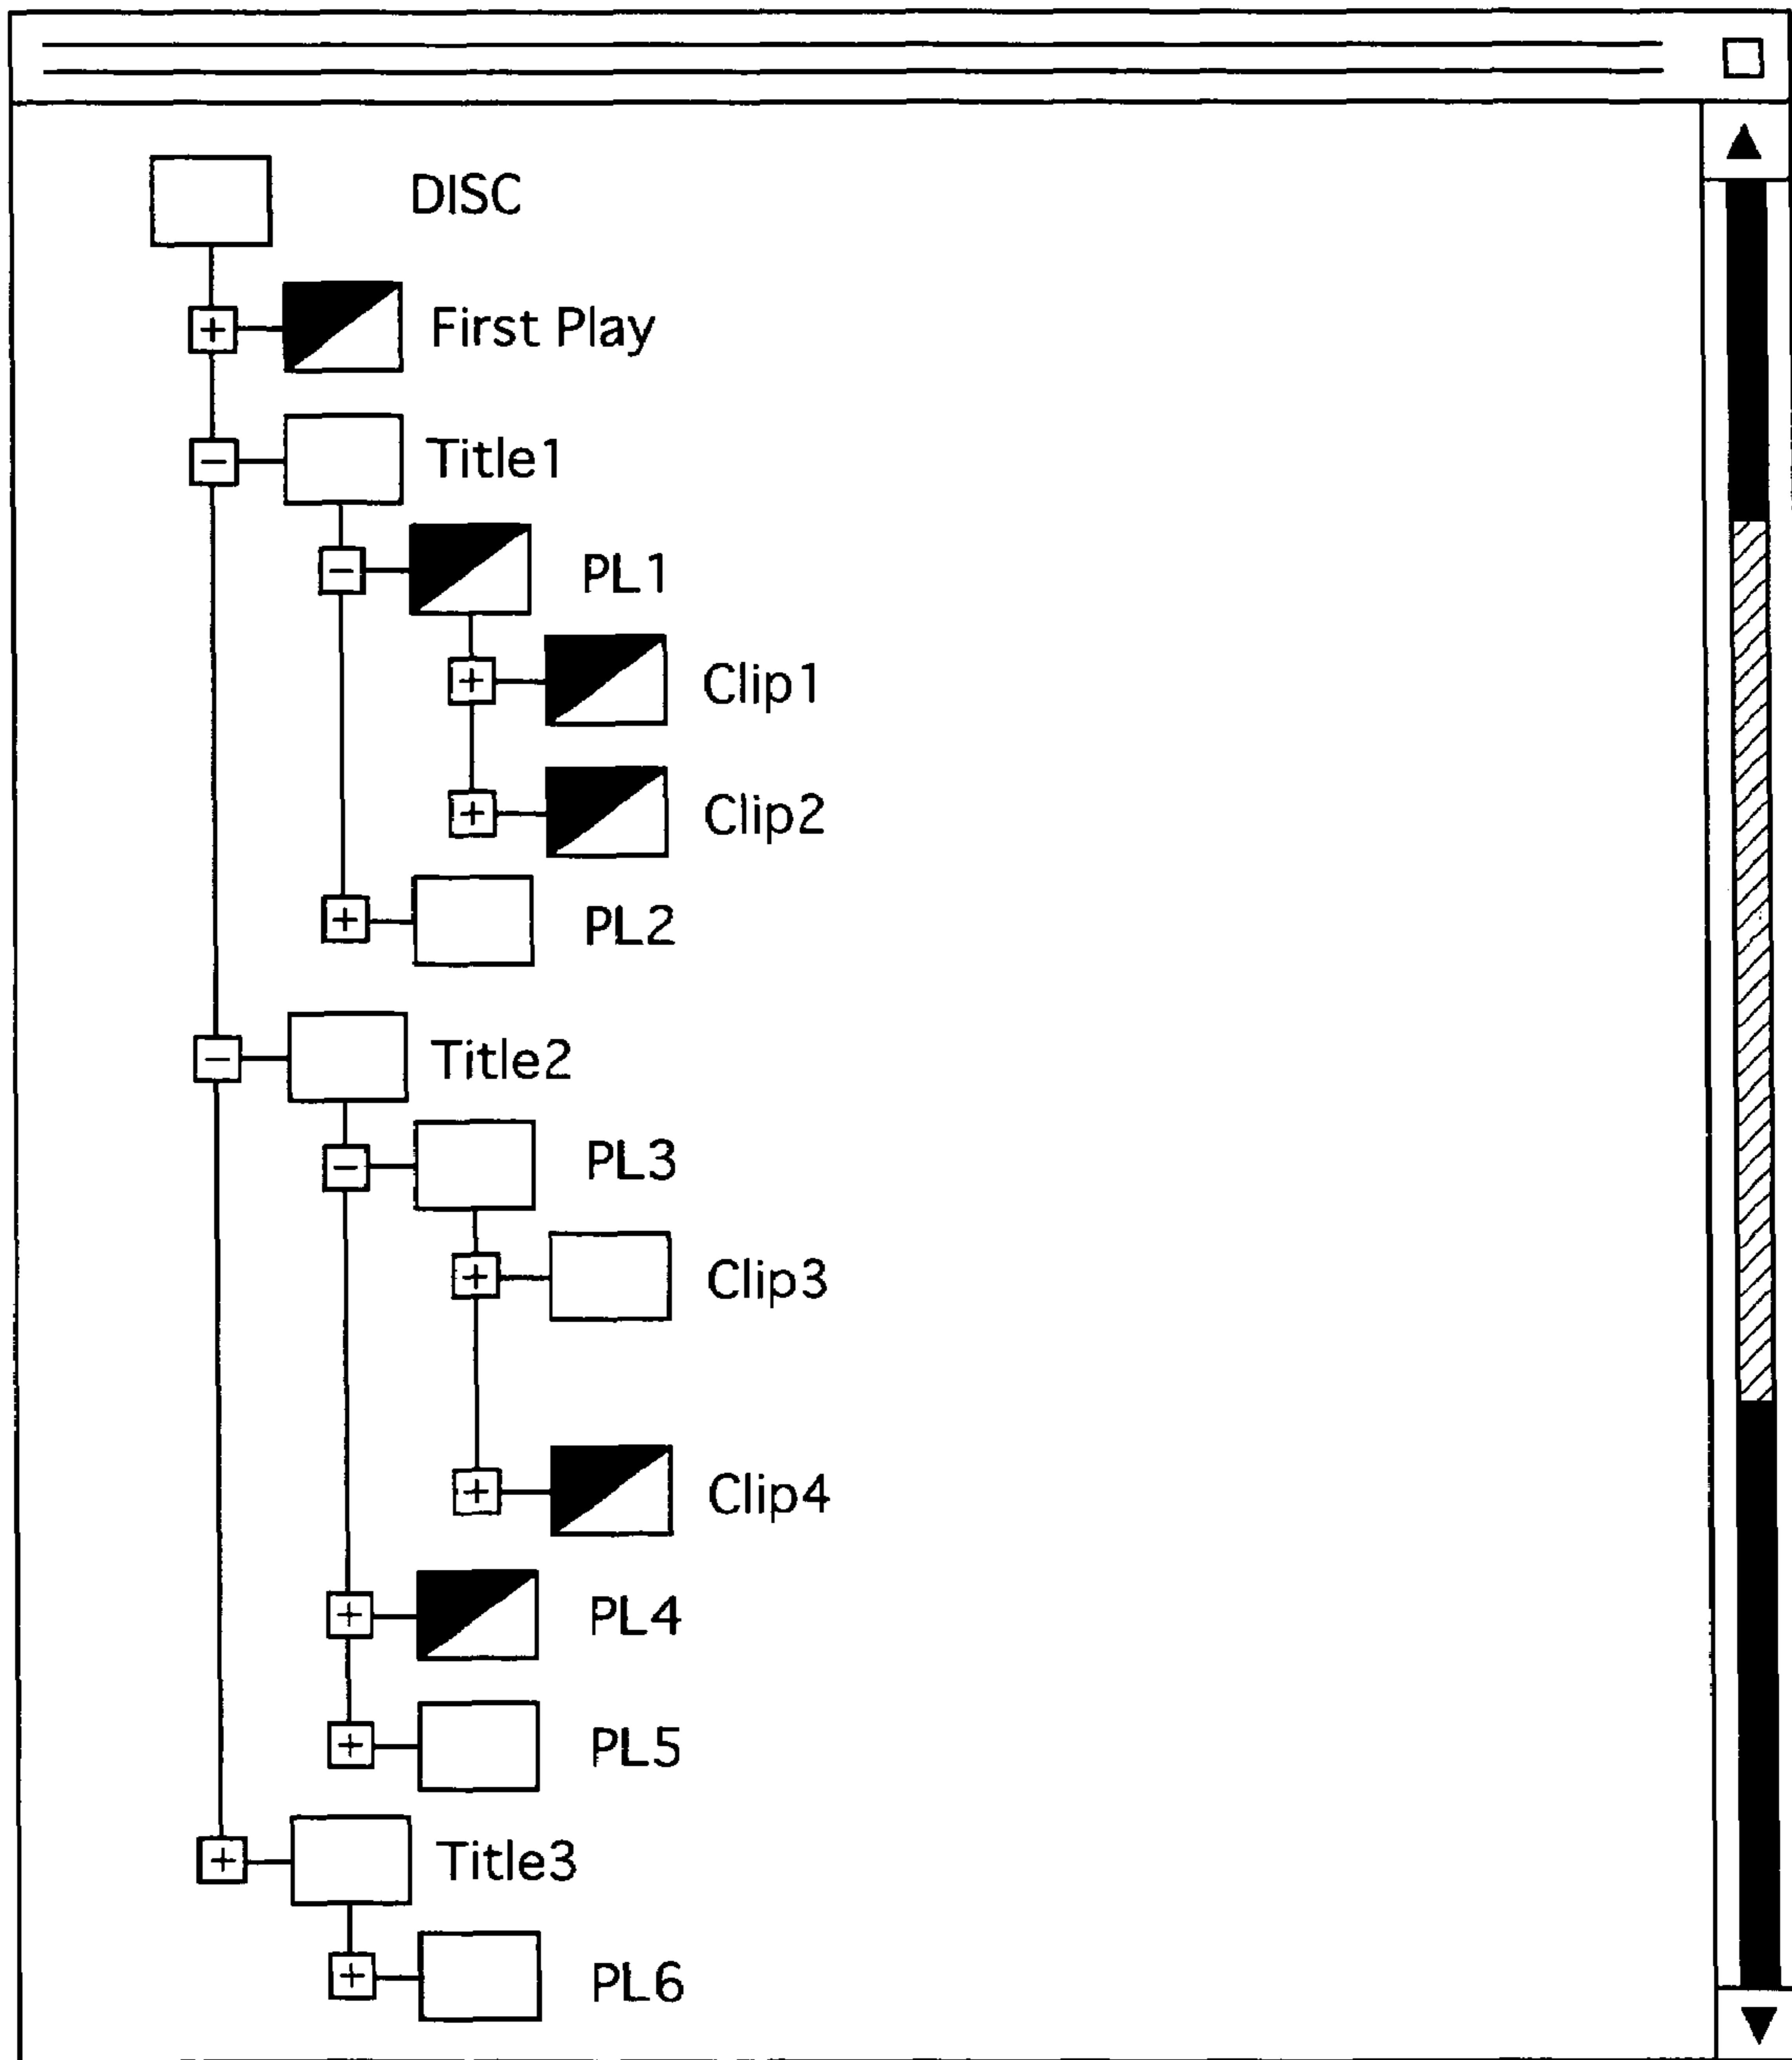 DISC
First Play
Title1
PL1
Clip1
Clip2
PL2
Title2
PL3
Clip3
Clip4
PL4
PL5
Title3
PL6